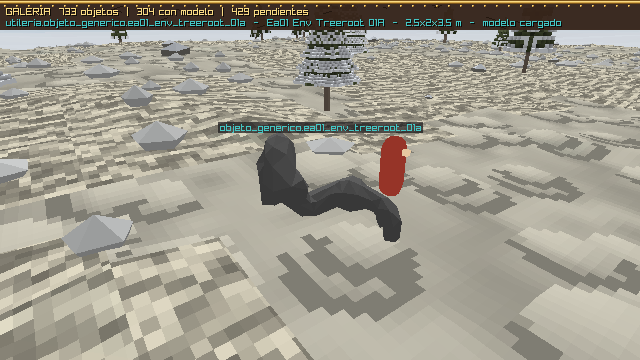 GALERIA 733 objetos | 304 con modelo | 429 pendientes
utileria.objeto_generico.ea01_env_treeroot_01a - Ea01 Env Treeroot 01A - 2.5x2x3.5 m - modelo cargado
objeto_generico.ea01_env_treeroot_01a